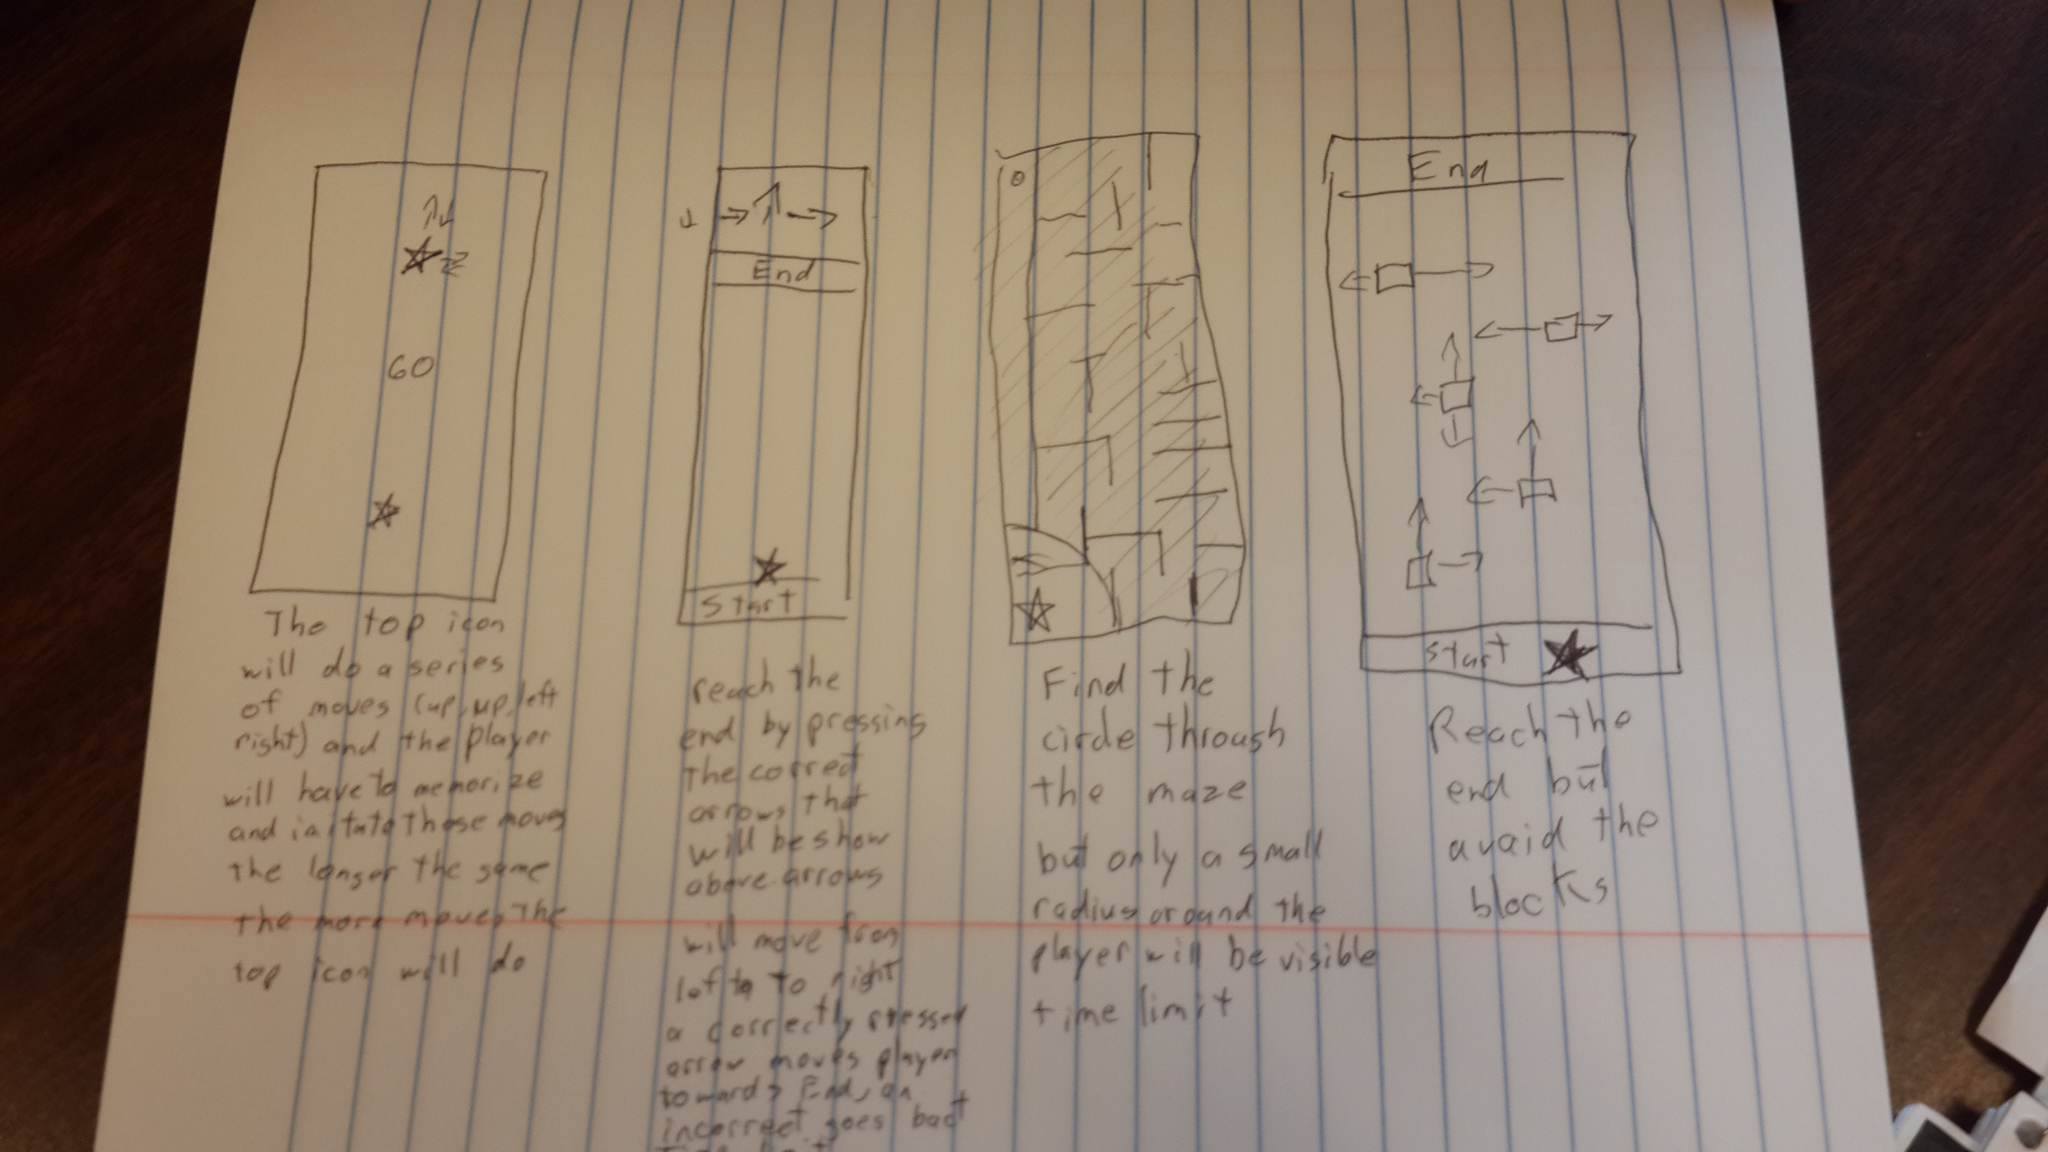 60
The top icon
will do a series
of moves (up, up, left
right) and the player
will have to memorize
and imitate those moves
the longer the same
the more moves the
top icon will do
End
Start
reach the
end by pressing
the correct
arrows that
will be show
above arrows
will move from
left to right
a correctly pressed
arrow moves player
towards End, an
incorrect goes back
Find the
circle through
the maze
but only a small
radius around the
player will be visible
time limit
End
Start
Reach the
end but
avaid the
blocks